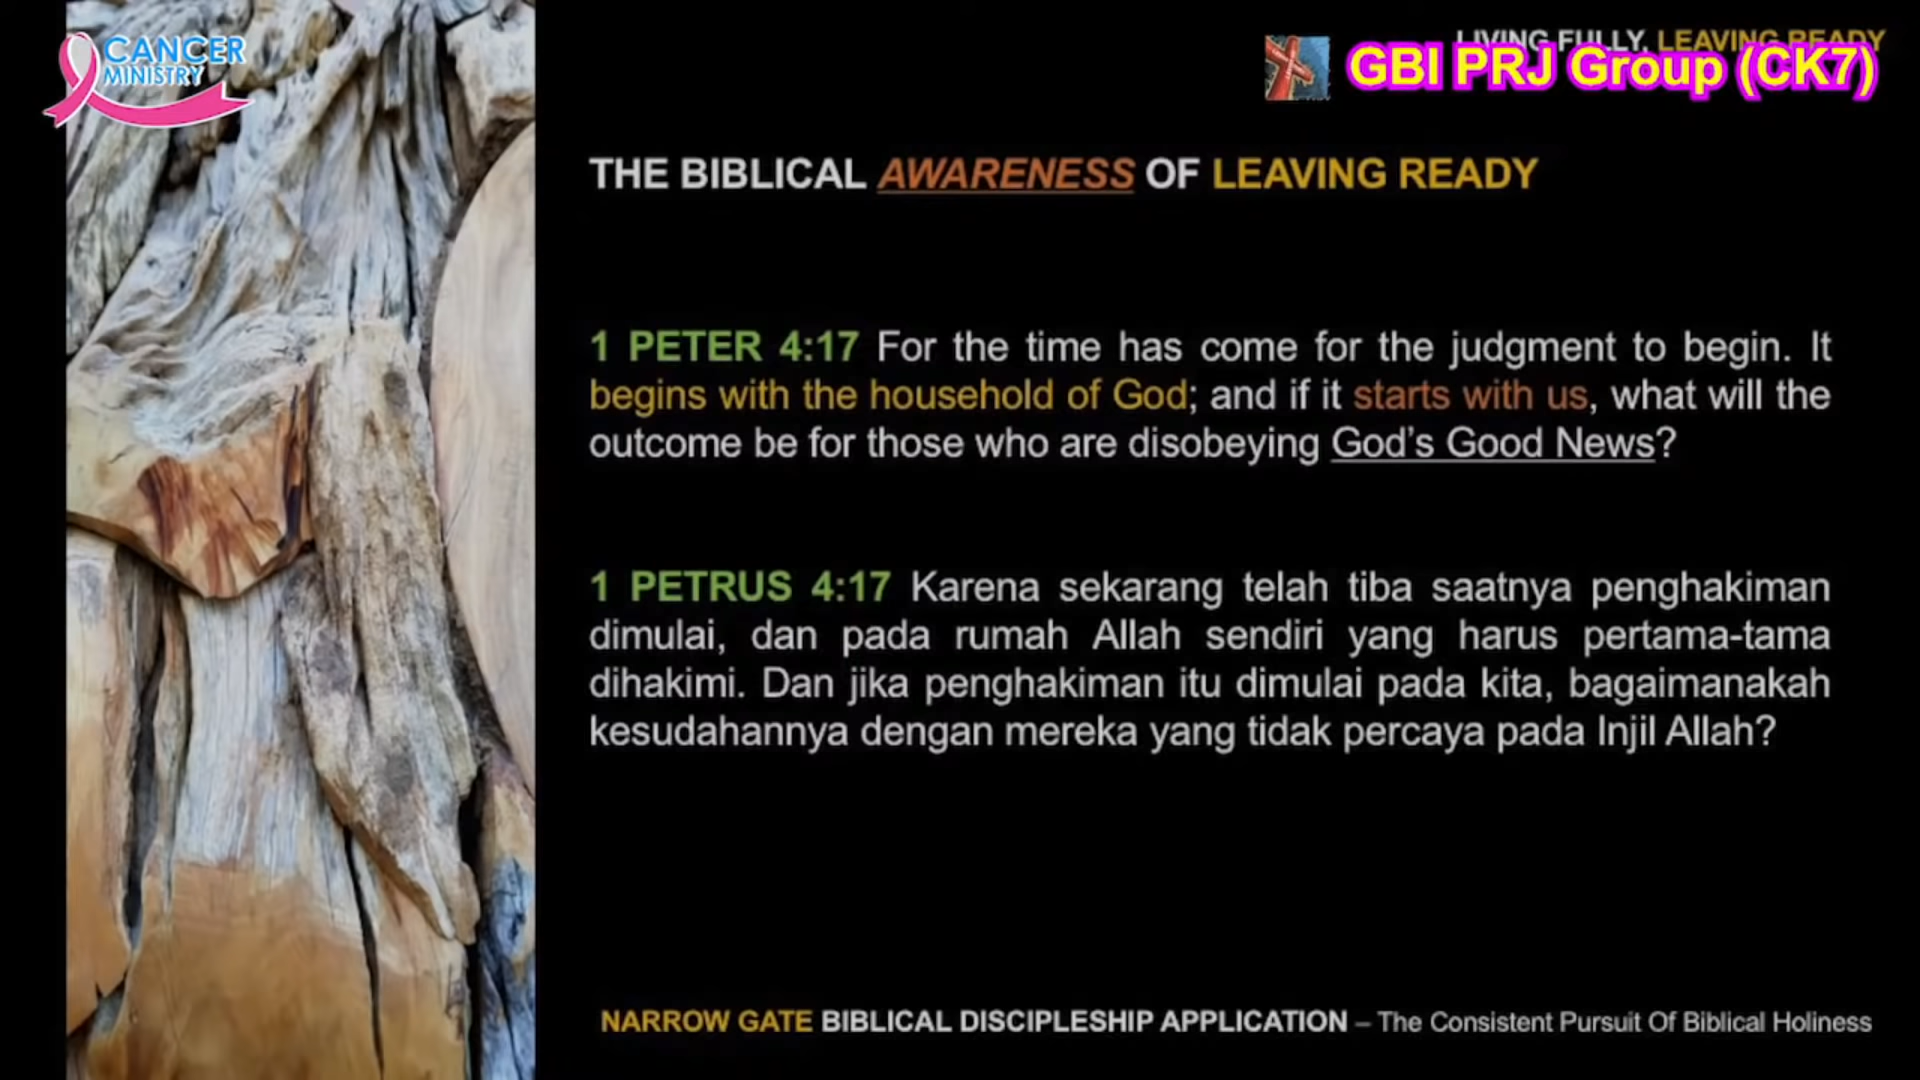 CANCER
MINISTRY
LIVING FULLY, LEAVING READY
GBI PRJ Group (CK7)
THE BIBLICAL AWARENESS OF LEAVING READY
1 PETER 4:17 For the time has come for the judgment to begin. It
begins with the household of God; and if it starts with us, what will the
outcome be for those who are disobeying God’s Good News?
1 PETRUS 4:17 Karena sekarang telah tiba saatnya penghakiman
dimulai, dan pada rumah Allah sendiri yang harus pertama-tama
dihakimi. Dan jika penghakiman itu dimulai pada kita, bagaimanakah
kesudahannya dengan mereka yang tidak percaya pada Injil Allah?
NARROW GATE BIBLICAL DISCIPLESHIP APPLICATION – The Consistent Pursuit Of Biblical Holiness